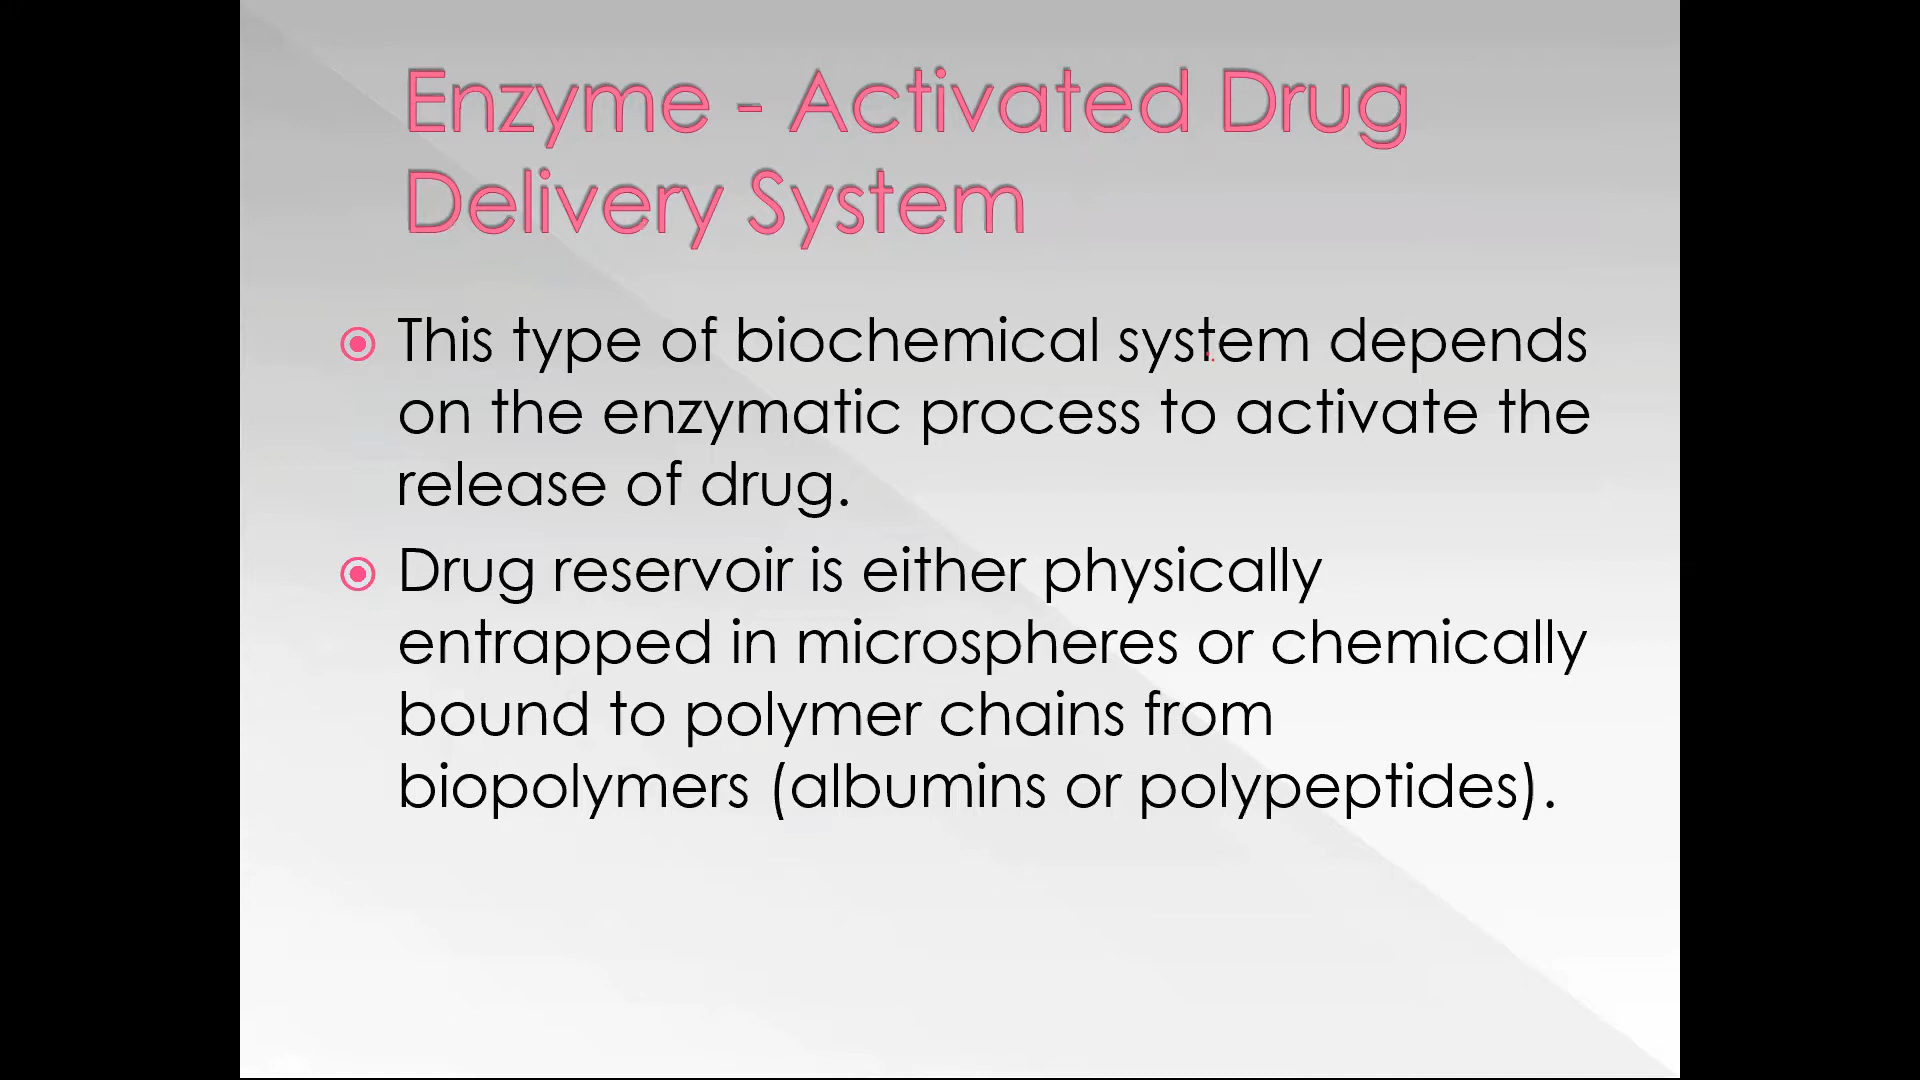 Enzyme - Activated Drug
Delivery System
This type of biochemical system depends
on the enzymatic process to activate the
release of drug.
Drug reservoir is either physically
entrapped in microspheres or chemically
bound to polymer chains from
biopolymers (albumins or polypeptides).